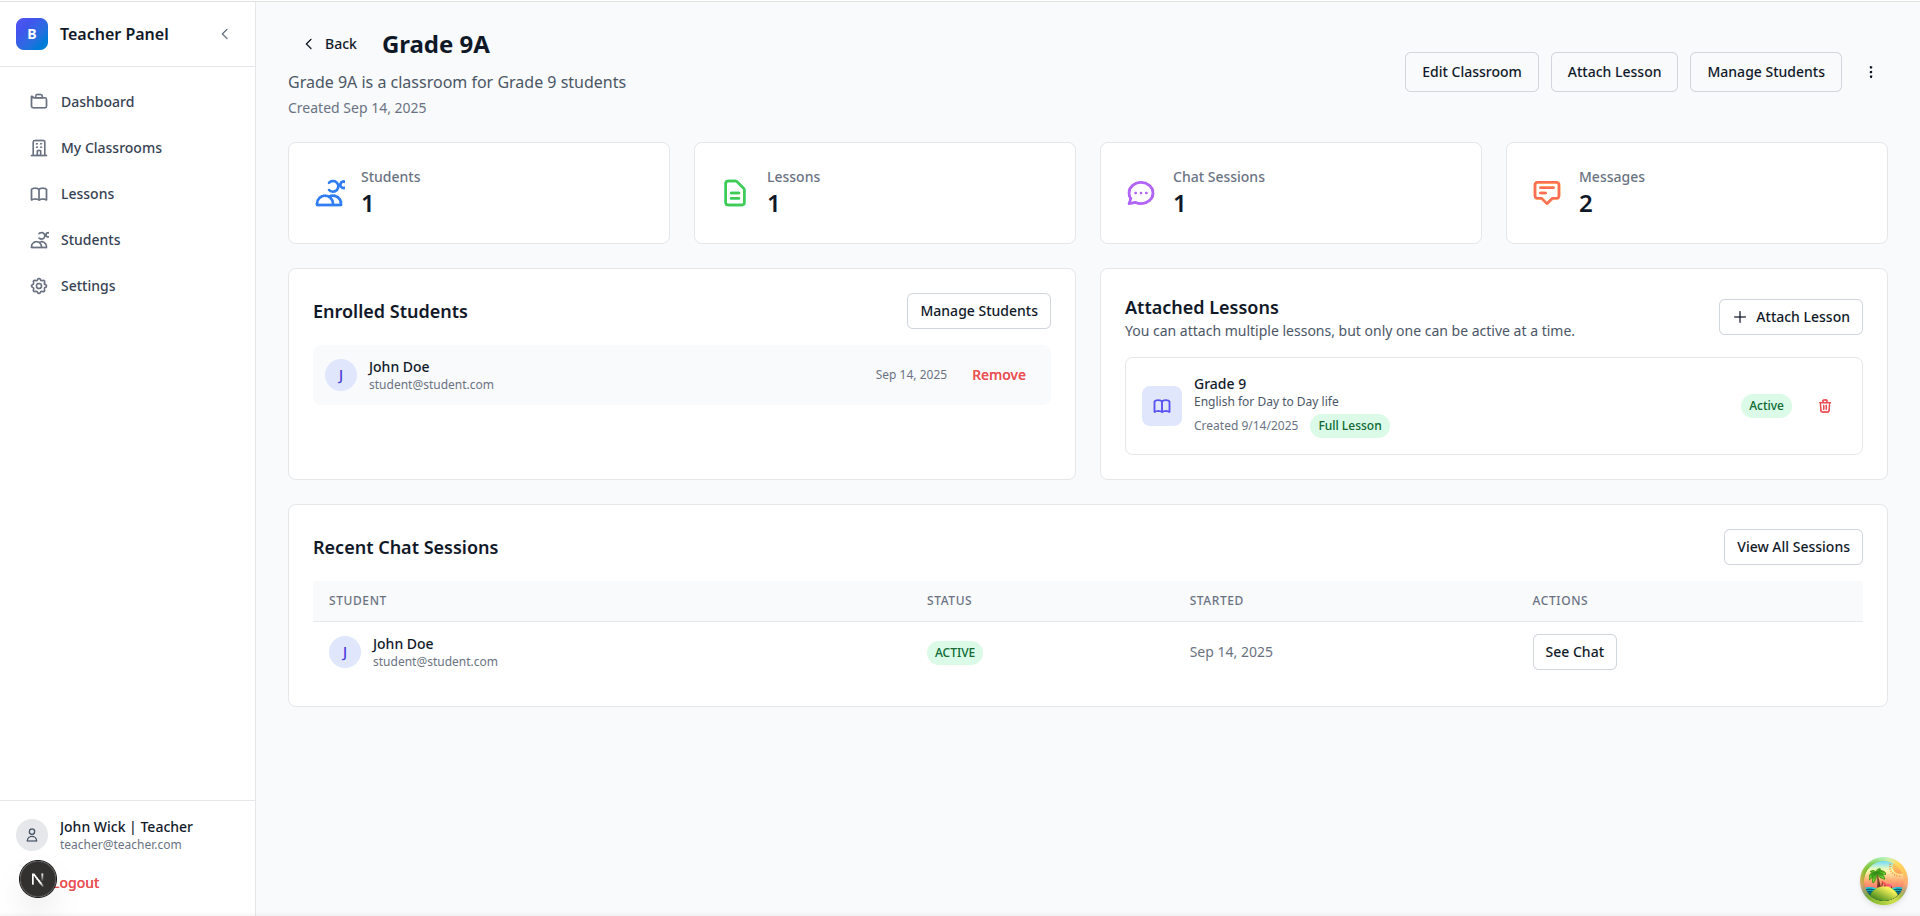 B
Teacher Panel
Dashboard
My Classrooms
Lessons
Students
Settings
John Wick | Teacher
teacher@teacher.com
N
Logout
Back
Grade 9A
Grade 9A is a classroom for Grade 9 students
Created Sep 14, 2025
Edit Classroom
Attach Lesson
Manage Students
Students
1
Lessons
1
Chat Sessions
1
Messages
2
Enrolled Students
Manage Students
J
John Doe
student@student.com
Sep 14, 2025
Remove
Attached Lessons
You can attach multiple lessons, but only one can be active at a time.
Attach Lesson
Grade 9
English for Day to Day life
Created 9/14/2025
Full Lesson
Active
Recent Chat Sessions
View All Sessions
STUDENT
STATUS
STARTED
ACTIONS
J
John Doe
student@student.com
ACTIVE
Sep 14, 2025
See Chat